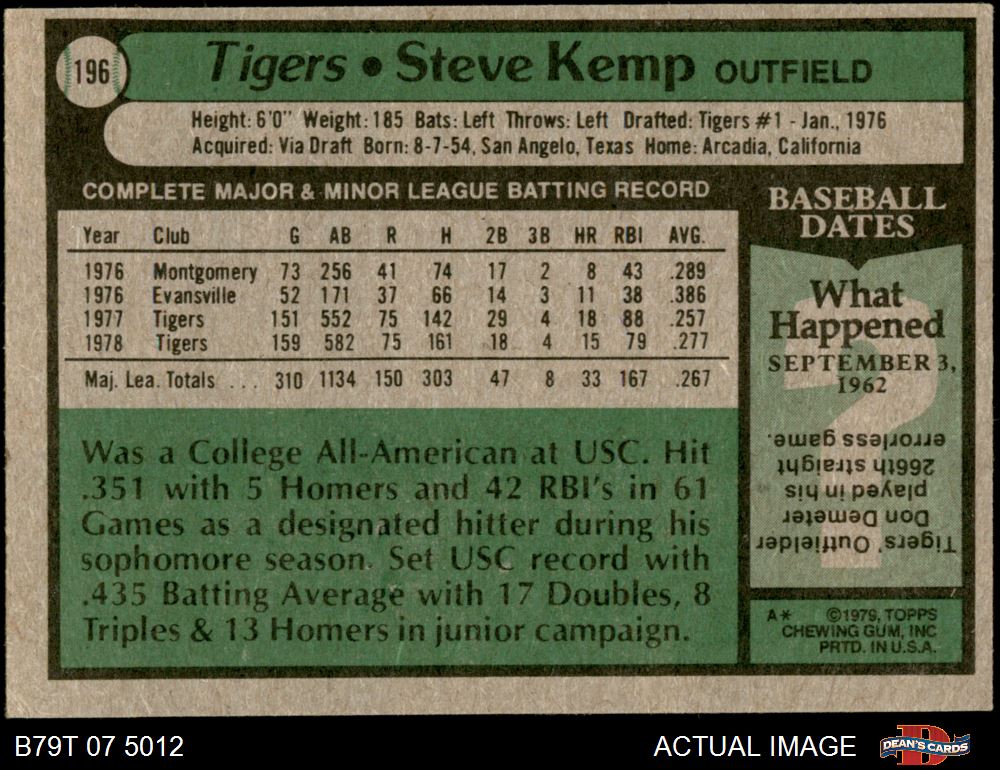 196
Tigers • Steve Kemp OUTFIELD
Height: 6'0" Weight: 185 Bats: Left Throws: Left Drafted: Tigers #1 - Jan., 1976
Acquired: Via Draft Born: 8-7-54, San Angelo, Texas Home: Arcadia, California
COMPLETE MAJOR & MINOR LEAGUE BATTING RECORD
Year Club G AB R H 2B 3B HR RBI AVG.
1976 Montgomery 73 256 41 74 17 2 8 43 .289
1976 Evansville 52 171 37 66 14 3 11 38 .386
1977 Tigers 151 552 75 142 29 4 18 88 .257
1978 Tigers 159 582 75 161 18 4 15 79 .277
Maj. Lea. Totals ... 310 1134 150 303 47 8 33 167 .267
Was a College All-American at USC. Hit
.351 with 5 Homers and 42 RBI's in 61
Games as a designated hitter during his
sophomore season. Set USC record with
.435 Batting Average with 17 Doubles, 8
Triples & 13 Homers in junior campaign.
BASEBALL
DATES
What
Happened
SEPTEMBER 3,
1962
?
Tigers' Outfielder
Don Demeter
played in his
266th straight
errorless game.
A* ©1979, TOPPS
CHEWING GUM, INC
PRTD. IN U.S.A.
B79T 07 5012
ACTUAL IMAGE
D
DEAN'S CARDS